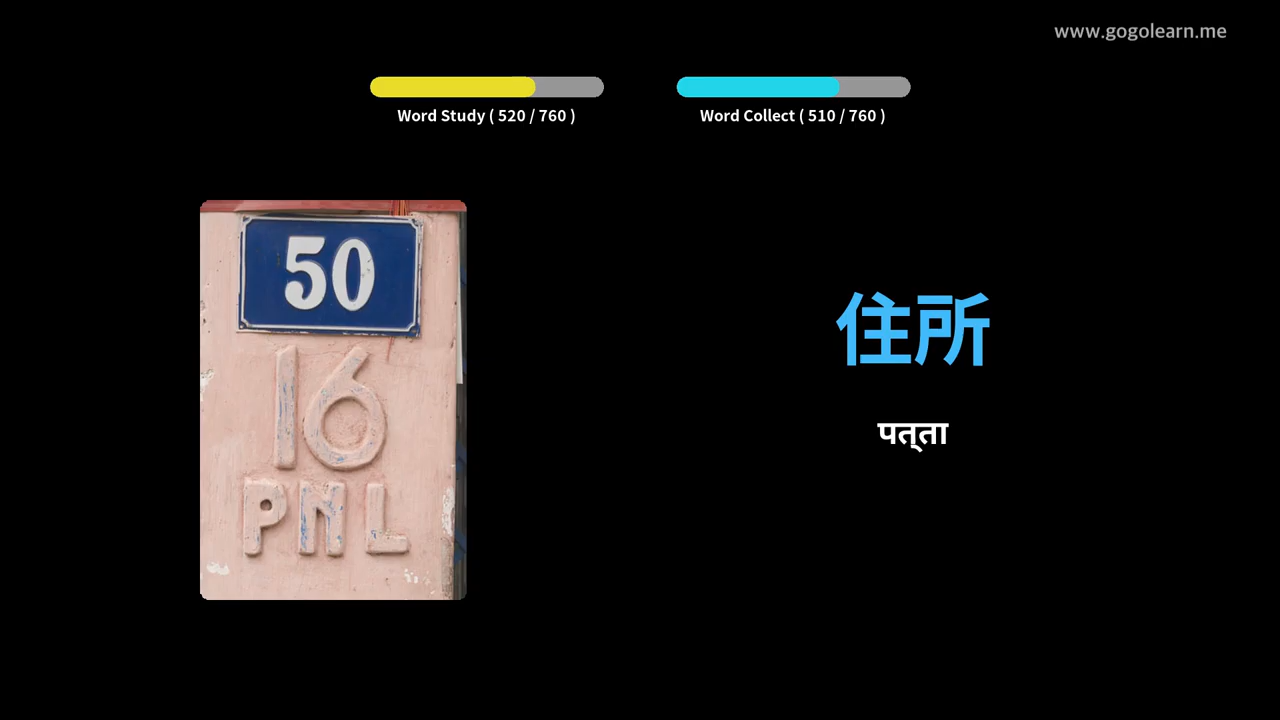 www.gogolearn.me
Word Study ( 520 / 760 )
Word Collect ( 510 / 760 )
50
16
PNL
住所
पत्ता